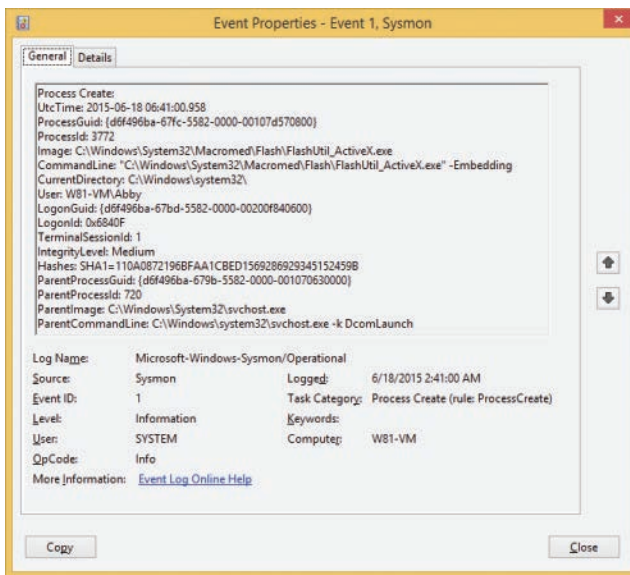 Event Properties - Event 1, Sysmon
General Details
Process Create:
UtcTime: 2015-06-18 06:41:00.958
ProcessGuid: {d6f496ba-67fc-5582-0000-00107d570800}
ProcessId: 3772
Image: C:\Windows\System32\Macromed\Flash\FlashUtil_ActiveX.exe
CommandLine: "C:\Windows\System32\Macromed\Flash\FlashUtil_ActiveX.exe" -Embedding
CurrentDirectory: C:\Windows\system32\
User: W81-VM\Abby
LogonGuid: {d6f496ba-67bd-5582-0000-00200f840600}
LogonId: 0x6840F
TerminalSessionId: 1
IntegrityLevel: Medium
Hashes: SHA1=110A0872196BFAA1CBED156928692934515​2459B
ParentProcessGuid: {d6f496ba-679b-5582-0000-001070630000}
ParentProcessId: 720
ParentImage: C:\Windows\System32\svchost.exe
ParentCommandLine: C:\Windows\system32\svchost.exe -k DcomLaunch
Log Name: Microsoft-Windows-Sysmon/Operational
Source: Sysmon Logged: 6/18/2015 2:41:00 AM
Event ID: 1 Task Category: Process Create (rule: ProcessCreate)
Level: Information Keywords:
User: SYSTEM Computer: W81-VM
OpCode: Info
More Information: Event Log Online Help
Copy Close